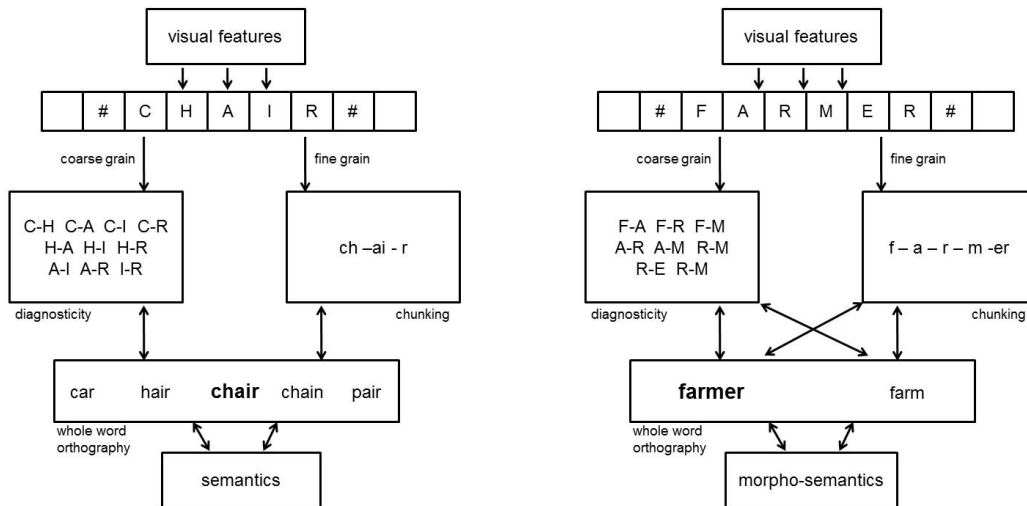 visual features
# C H A I R #
coarse grain
fine grain
C-H C-A C-I C-R
H-A H-I H-R
A-I A-R I-R
ch –ai - r
diagnosticity
chunking
car hair chair chain pair
whole word
orthography
semantics
visual features
# F A R M E R #
coarse grain
fine grain
F-A F-R F-M
A-R A-M R-M
R-E R-M
f – a – r – m -er
diagnosticity
chunking
farmer farm
whole word
orthography
morpho-semantics